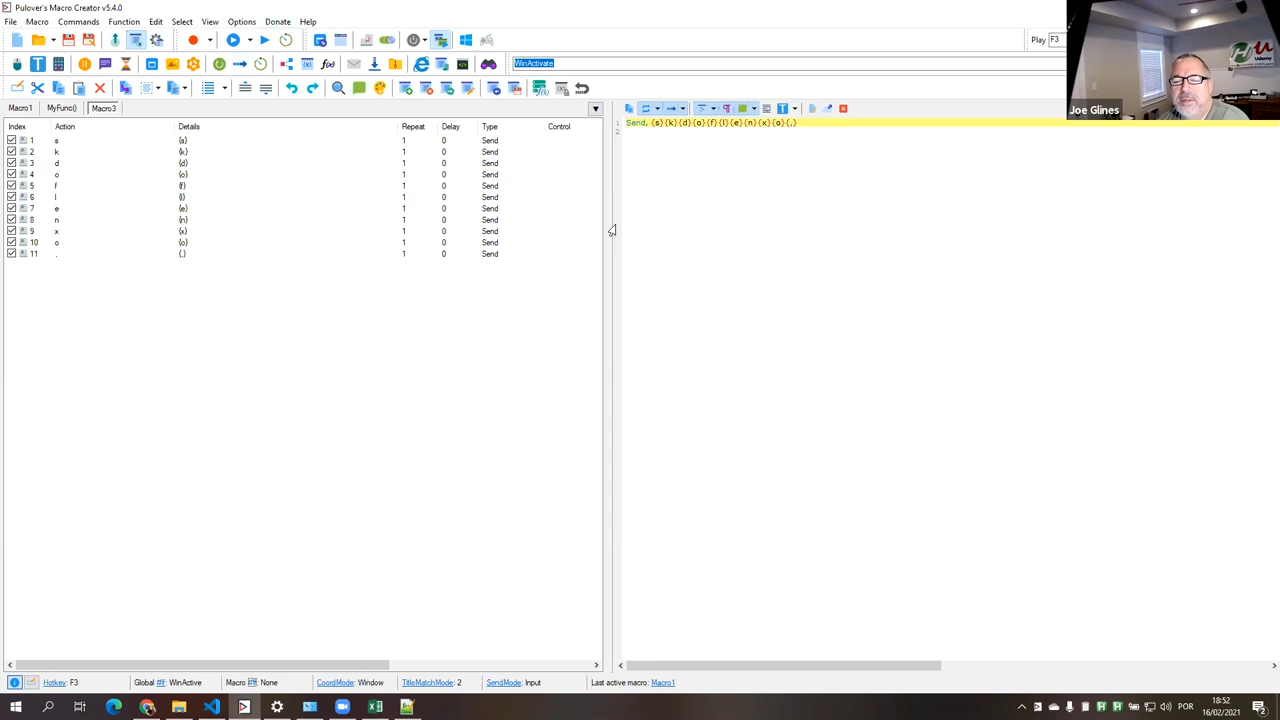 Pulover's Macro Creator v5.4.0
File Macro Commands Function Edit Select View Options Donate Help
Play F3
WinActivate
Udemy
Joe Glines
Macro1 MyFunc() Macro3
Index Action Details Repeat Delay Type Control
1 s {s} 1 0 Send
2 k {k} 1 0 Send
3 d {d} 1 0 Send
4 o {o} 1 0 Send
5 f {f} 1 0 Send
6 l {l} 1 0 Send
7 e {e} 1 0 Send
8 n {n} 1 0 Send
9 x {x} 1 0 Send
10 o {o} 1 0 Send
11 , {,} 1 0 Send
1 Send, {s}{k}{d}{o}{f}{l}{e}{n}{x}{o}{,}
2
Hotkey: F3 Global #If: WinActive Macro #If: None CoordMode: Window TitleMatchMode: 2 SendMode: Input Last active macro: Macro1
POR
18:52
16/02/2021
2